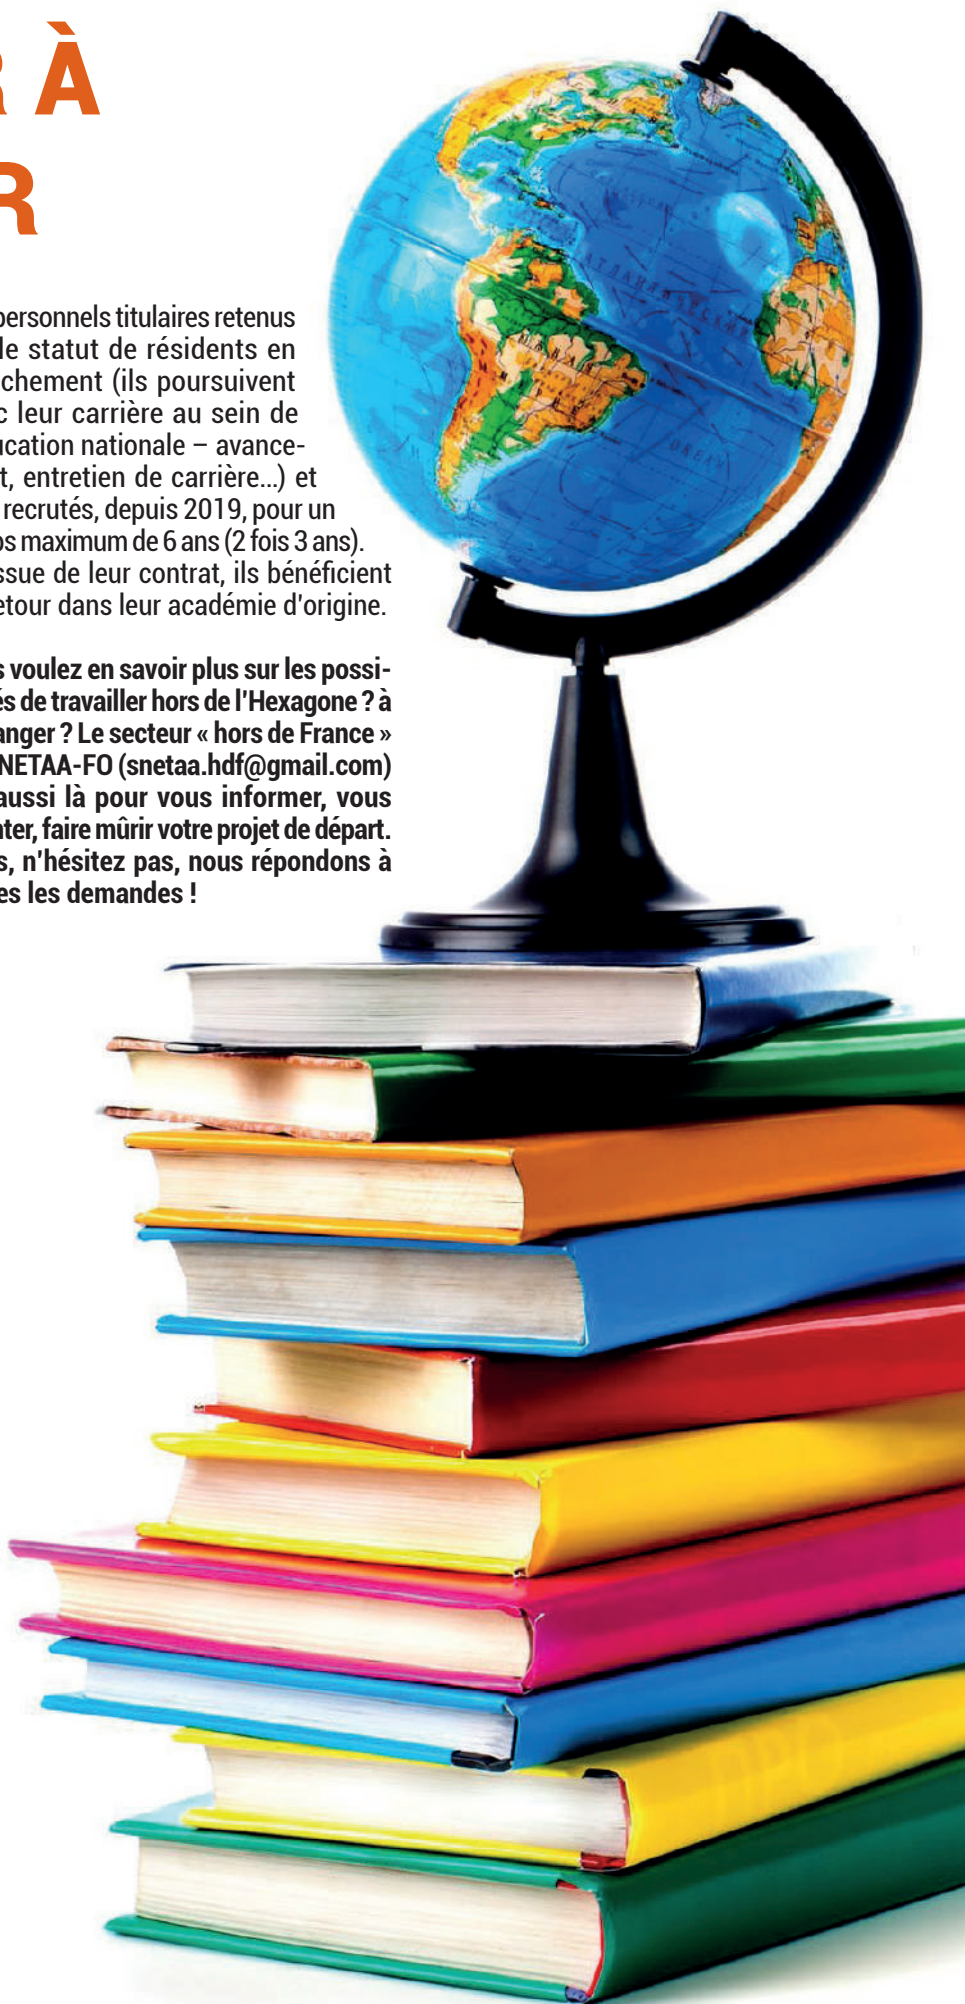 R À
R
personnels titulaires retenus
le statut de résidents en
chement (ils poursuivent
c leur carrière au sein de
ucation nationale – avance-
t, entretien de carrière...) et
recrutés, depuis 2019, pour un
ps maximum de 6 ans (2 fois 3 ans).
ssue de leur contrat, ils bénéficient
etour dans leur académie d'origine.
s voulez en savoir plus sur les possi-
és de travailler hors de l'Hexagone ? à
anger ? Le secteur « hors de France »
NETAA-FO (snetaa.hdf@gmail.com)
aussi là pour vous informer, vous
nter, faire mûrir votre projet de départ.
s, n'hésitez pas, nous répondons à
es les demandes !